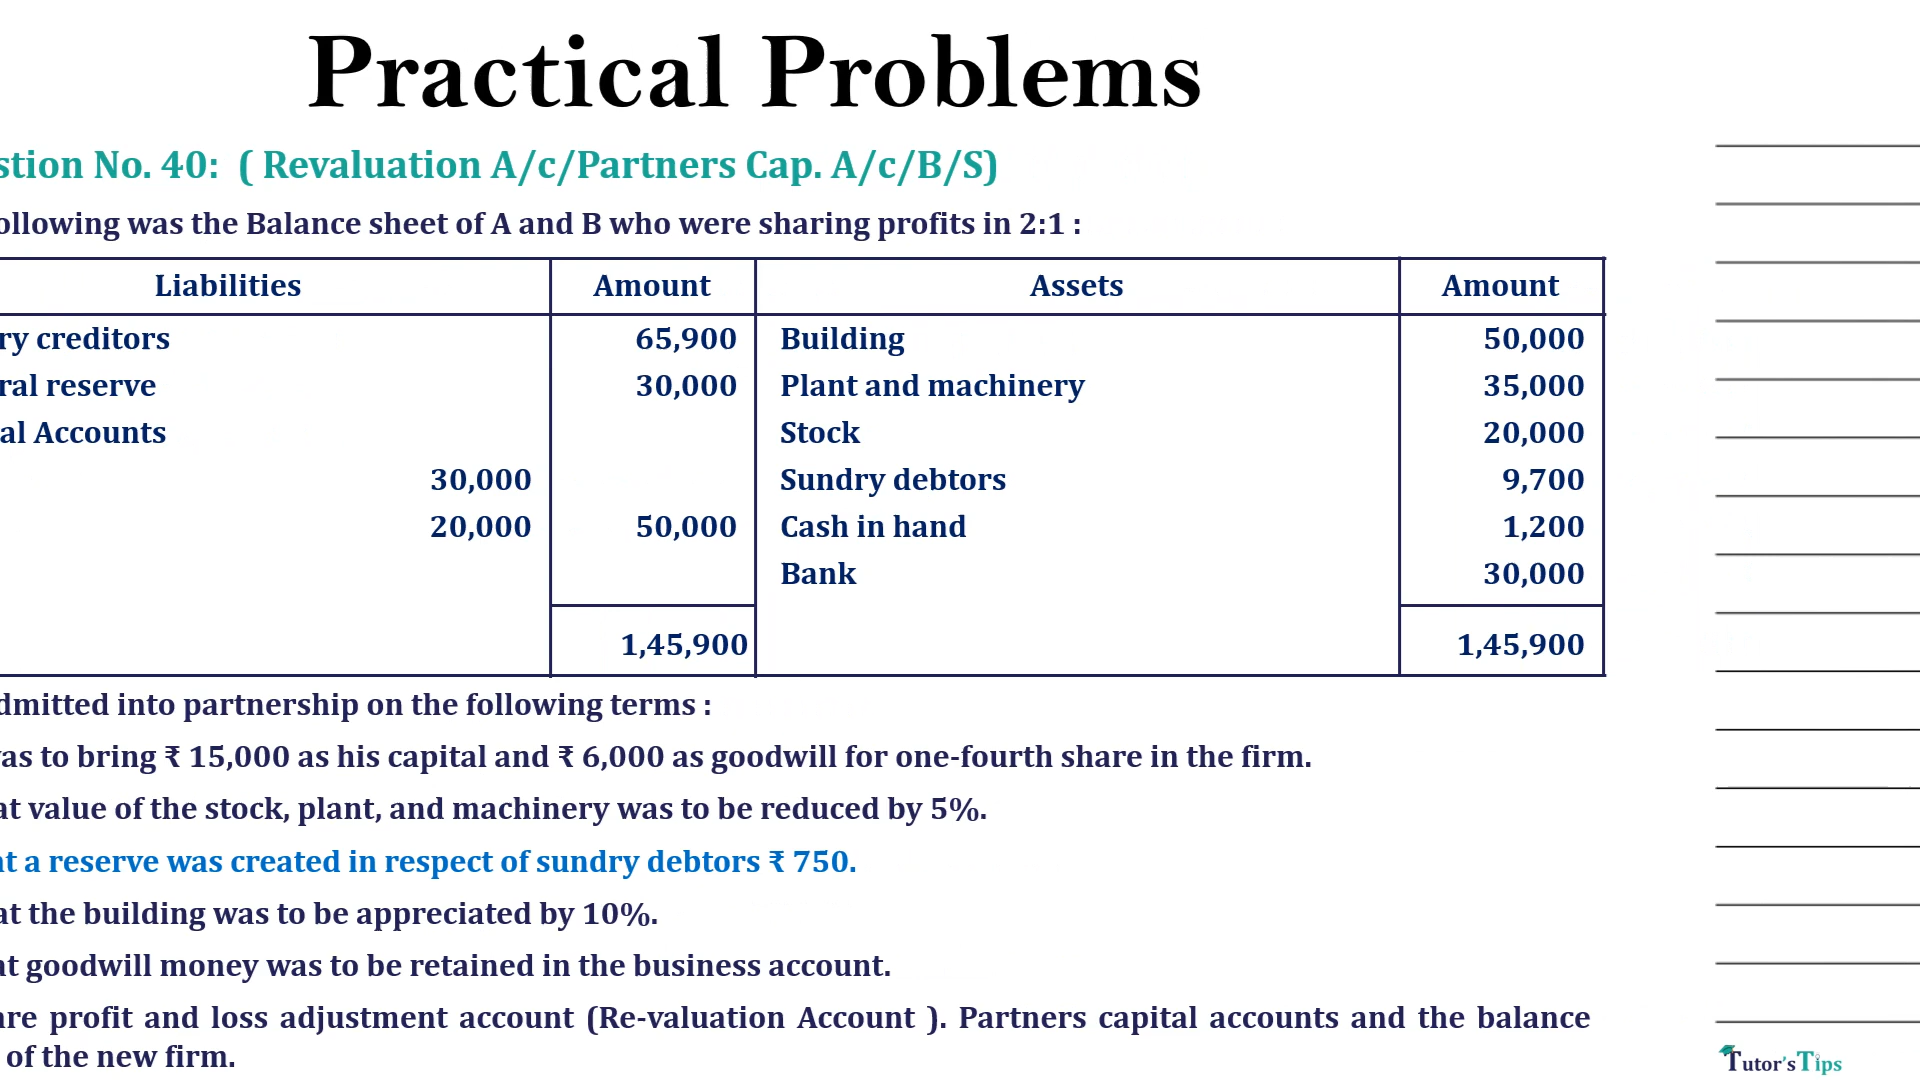 Practical Problems
stion No. 40: ( Revaluation A/c/Partners Cap. A/c/B/S)
ollowing was the Balance sheet of A and B who were sharing profits in 2:1 :
Liabilities Amount Assets Amount
ry creditors 65,900 Building 50,000
ral reserve 30,000 Plant and machinery 35,000
al Accounts Stock 20,000
30,000 Sundry debtors 9,700
20,000 50,000 Cash in hand 1,200
Bank 30,000
1,45,900 1,45,900
dmitted into partnership on the following terms :
as to bring ₹ 15,000 as his capital and ₹ 6,000 as goodwill for one-fourth share in the firm.
at value of the stock, plant, and machinery was to be reduced by 5%.
at a reserve was created in respect of sundry debtors ₹ 750.
at the building was to be appreciated by 10%.
at goodwill money was to be retained in the business account.
are profit and loss adjustment account (Re-valuation Account ). Partners capital accounts and the balance
of the new firm.
Tutor'sTips